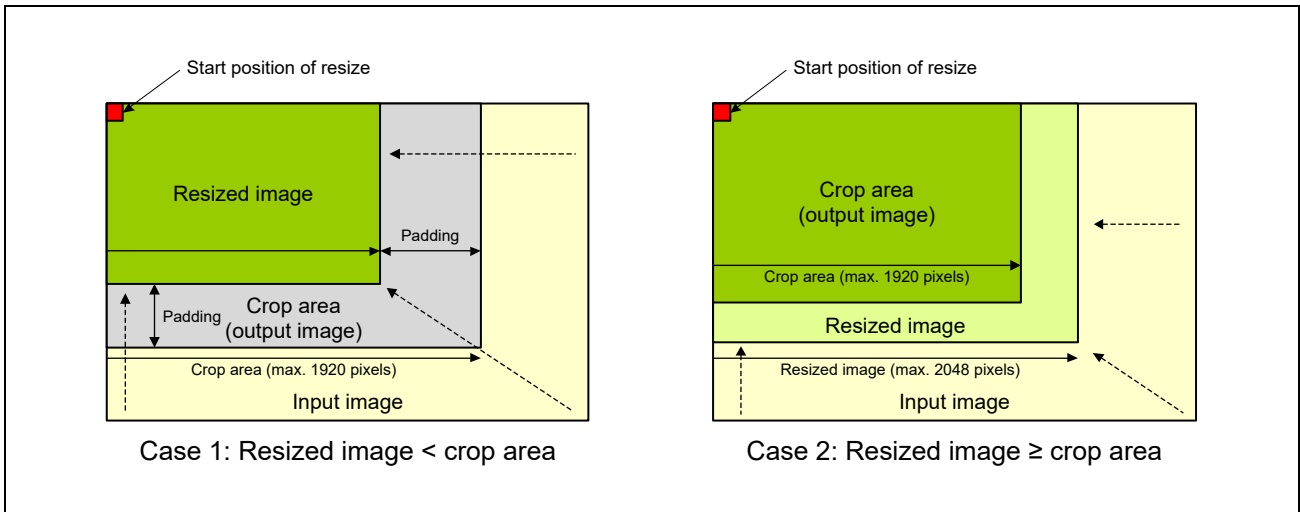 Start position of resize
Resized image
Padding
Padding
Crop area
(output image)
Crop area (max. 1920 pixels)
Input image
Case 1: Resized image < crop area
Start position of resize
Crop area
(output image)
Crop area (max. 1920 pixels)
Resized image
Resized image (max. 2048 pixels)
Input image
Case 2: Resized image ≥ crop area